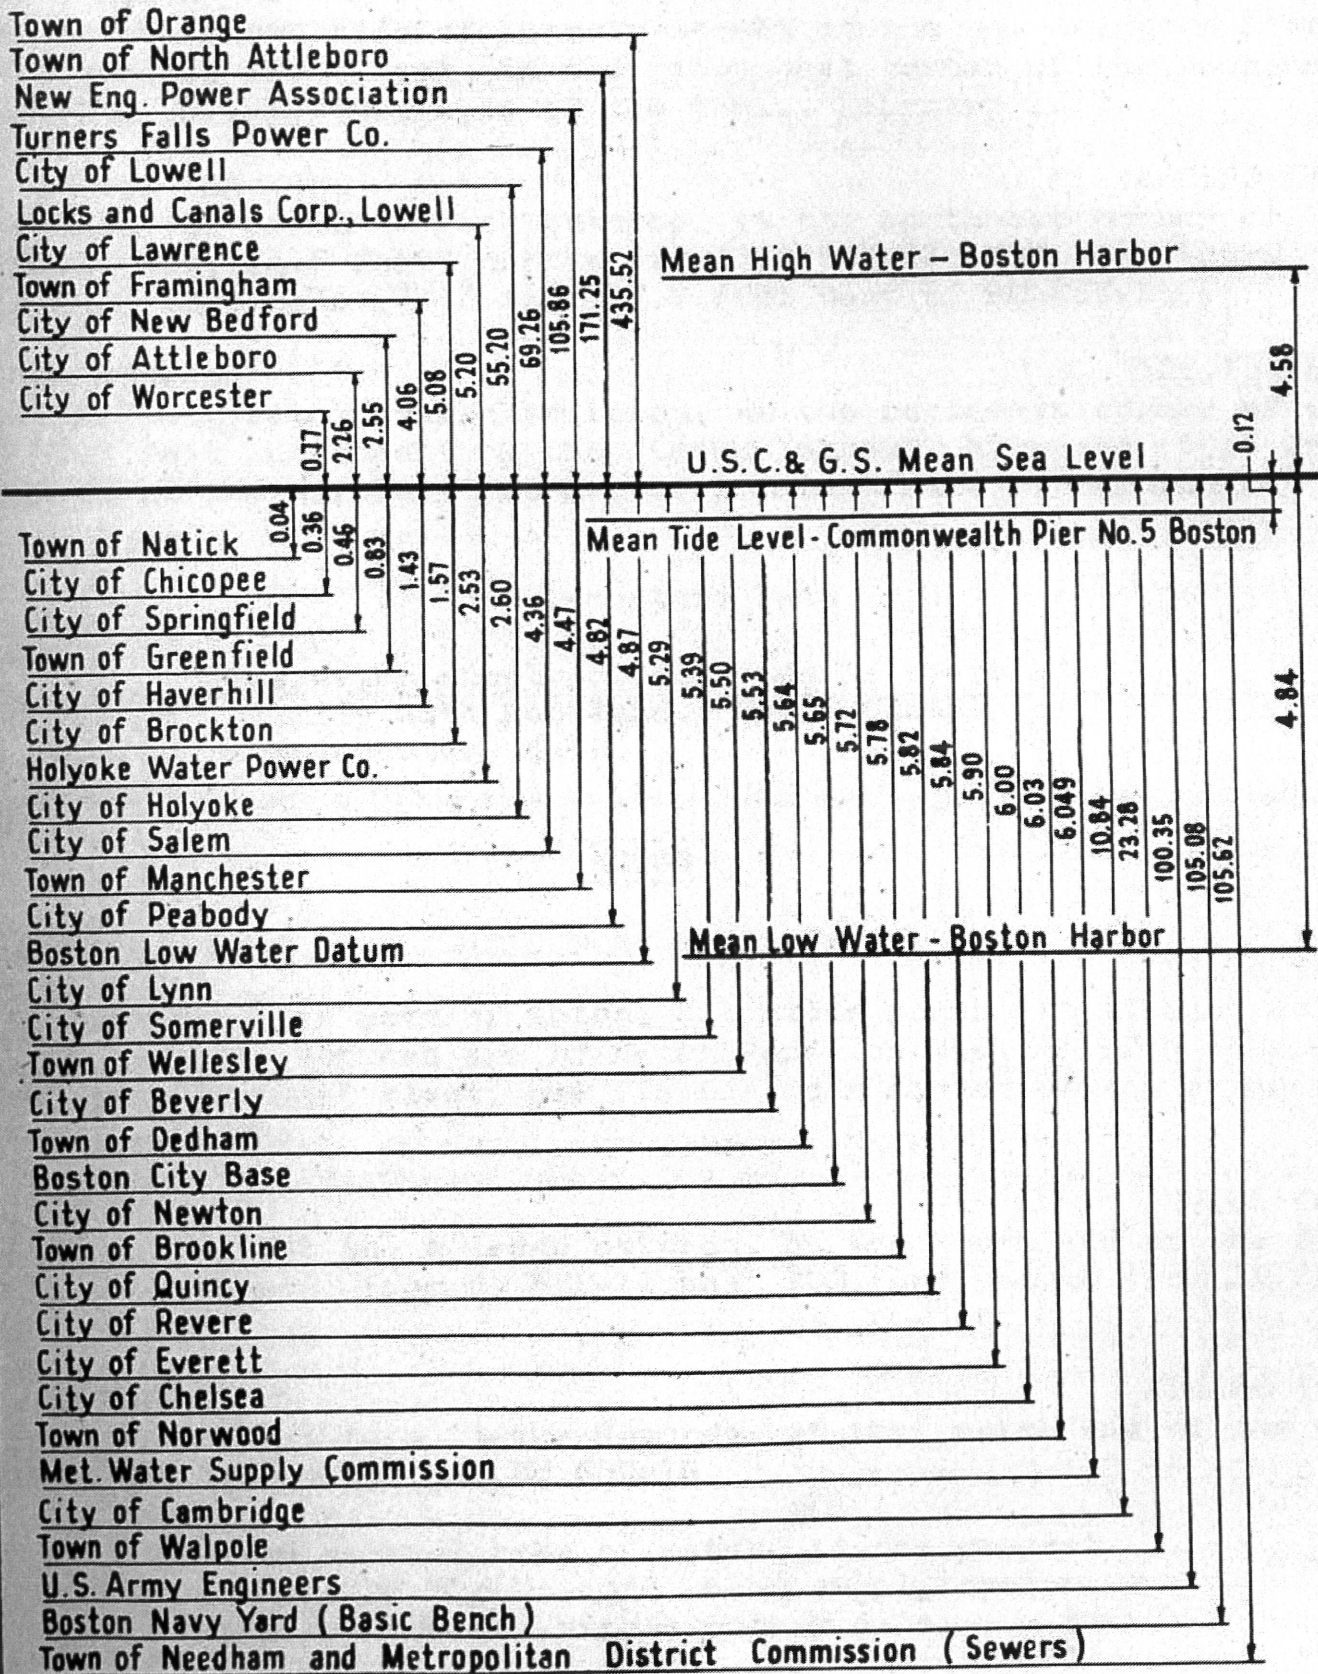 Town of Orange
Town of North Attleboro
New Eng. Power Association
Turners Falls Power Co.
City of Lowell
Locks and Canals Corp., Lowell
City of Lawrence
Town of Framingham
City of New Bedford
City of Attleboro
City of Worcester
0.77
2.26
2.55
4.06
5.08
5.20
55.20
69.26
105.86
171.25
435.52
Mean High Water – Boston Harbor
4.58
0.12
U.S.C. & G.S. Mean Sea Level
Mean Tide Level - Commonwealth Pier No. 5 Boston
Town of Natick
City of Chicopee
City of Springfield
Town of Greenfield
City of Haverhill
City of Brockton
Holyoke Water Power Co.
City of Holyoke
City of Salem
Town of Manchester
City of Peabody
Boston Low Water Datum
City of Lynn
City of Somerville
Town of Wellesley
City of Beverly
Town of Dedham
Boston City Base
City of Newton
Town of Brookline
City of Quincy
City of Revere
City of Everett
City of Chelsea
Town of Norwood
Met. Water Supply Commission
City of Cambridge
Town of Walpole
U.S. Army Engineers
Boston Navy Yard (Basic Bench)
Town of Needham and Metropolitan District Commission (Sewers)
0.04
0.36
0.46
0.83
1.43
1.57
2.53
2.60
4.36
4.47
4.82
4.87
5.29
5.39
5.50
5.53
5.64
5.65
5.72
5.78
5.82
5.84
5.90
6.00
6.03
6.049
10.84
23.28
100.35
105.08
105.62
4.84
Mean Low Water - Boston Harbor